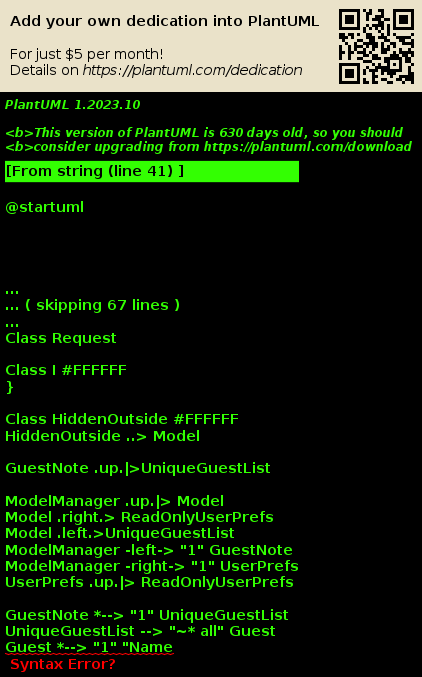 Add your own dedication into PlantUML
For just $5 per month!
Details on https://plantuml.com/dedication
PlantUML 1.2023.10
<b>This version of PlantUML is 630 days old, so you should
<b>consider upgrading from https://plantuml.com/download
[From string (line 41) ]
@startuml
...
... ( skipping 67 lines )
...
Class Request
Class I #FFFFFF
}
Class HiddenOutside #FFFFFF
HiddenOutside ..> Model
GuestNote .up.|>UniqueGuestList
ModelManager .up.|> Model
Model .right.> ReadOnlyUserPrefs
Model .left.>UniqueGuestList
ModelManager -left-> "1" GuestNote
ModelManager -right-> "1" UserPrefs
UserPrefs .up.|> ReadOnlyUserPrefs
GuestNote *--> "1" UniqueGuestList
UniqueGuestList --> "~* all" Guest
Guest *--> "1" "Name
Syntax Error?